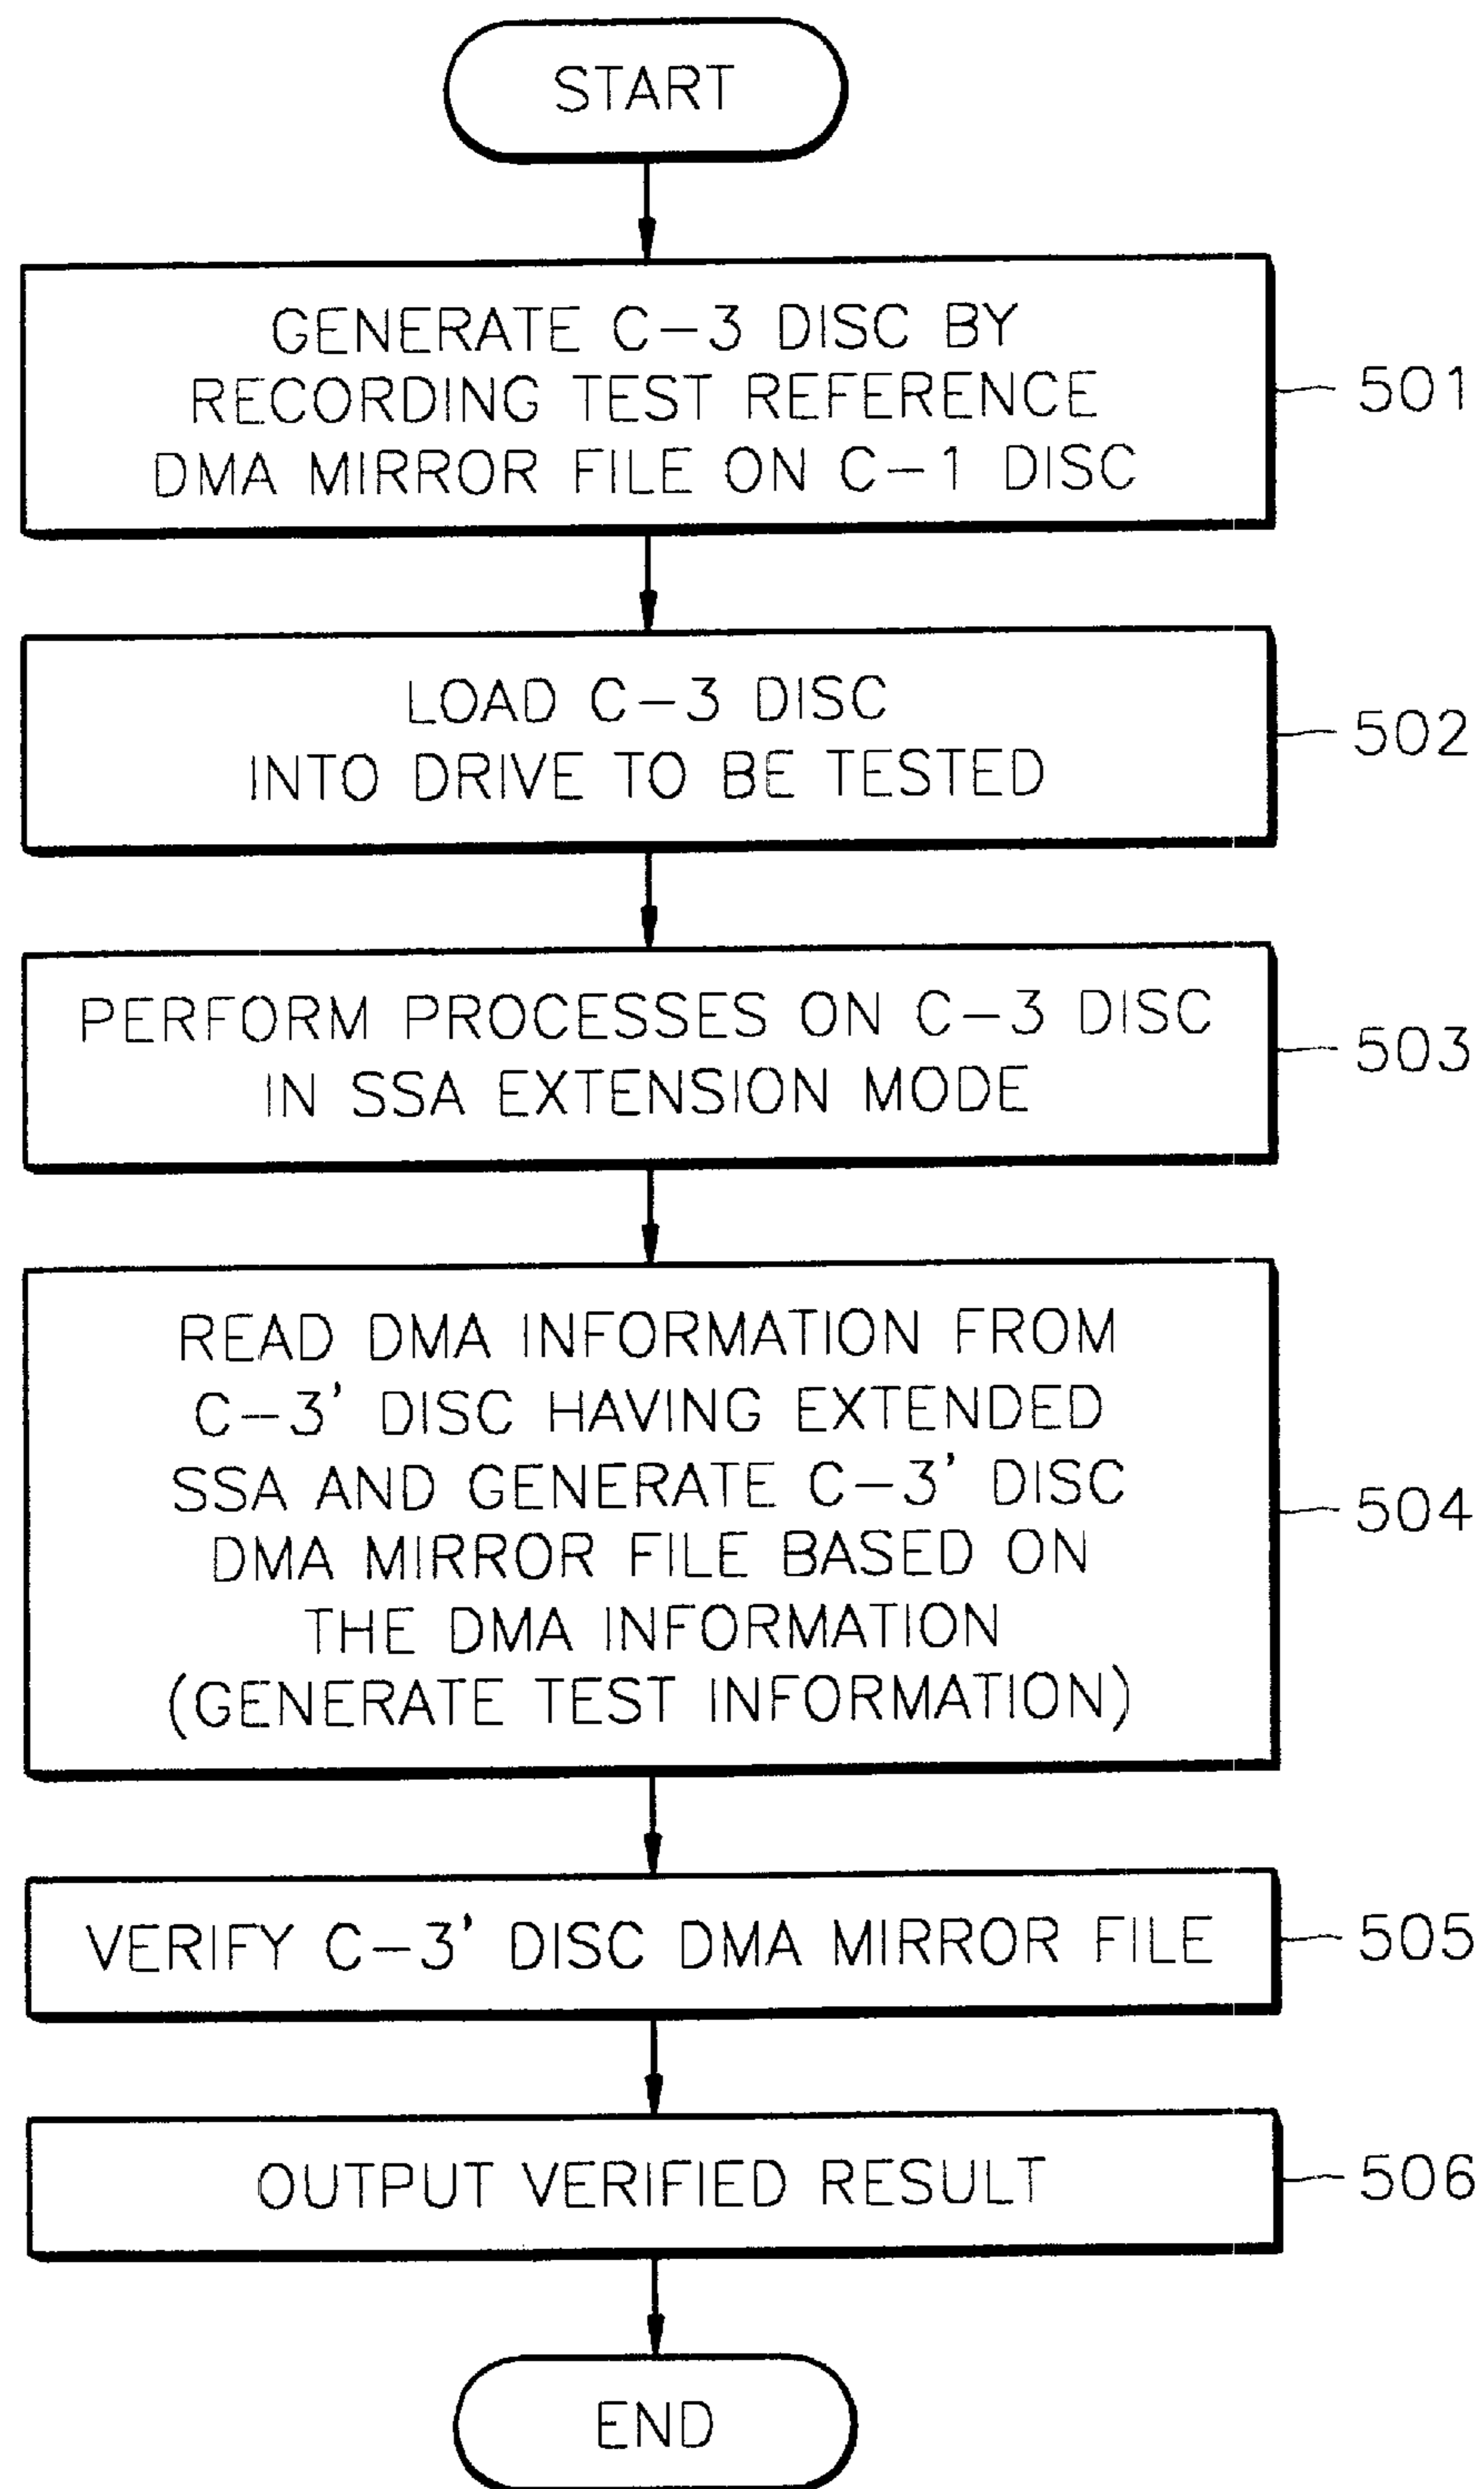 START
GENERATE C-3 DISC BY
RECORDING TEST REFERENCE
DMA MIRROR FILE ON C-1 DISC
501
LOAD C-3 DISC
INTO DRIVE TO BE TESTED
502
PERFORM PROCESSES ON C-3 DISC
IN SSA EXTENSION MODE
503
READ DMA INFORMATION FROM
C-3' DISC HAVING EXTENDED
SSA AND GENERATE C-3' DISC
DMA MIRROR FILE BASED ON
THE DMA INFORMATION
(GENERATE TEST INFORMATION)
504
VERIFY C-3' DISC DMA MIRROR FILE
505
OUTPUT VERIFIED RESULT
506
END